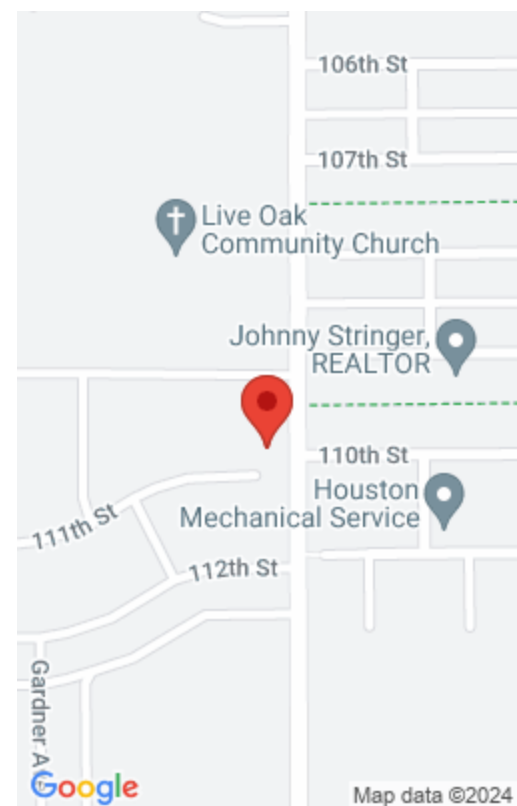 106th St
107th St
Live Oak
Community Church
Johnny Stringer,
REALTOR
110th St
Houston
Mechanical Service
111th St
112th St
Gardner A
Google
Map data ©2024